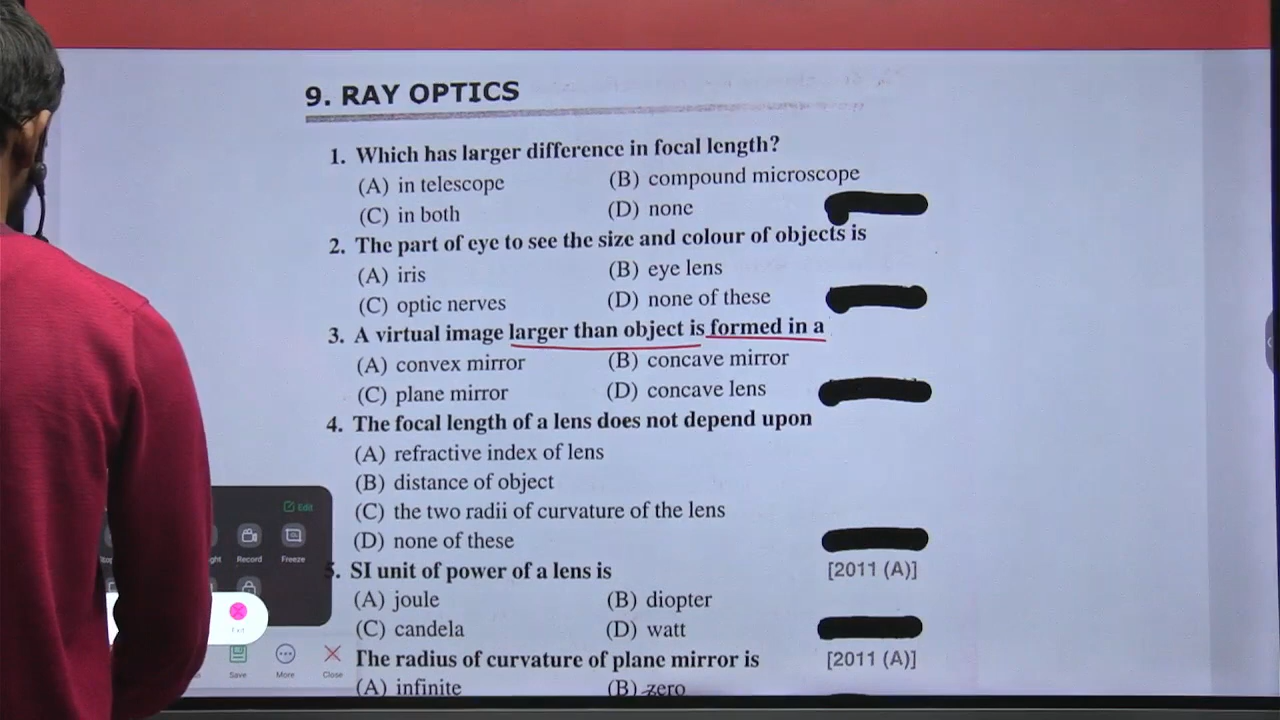 9. RAY OPTICS
1. Which has larger difference in focal length?
(A) in telescope (B) compound microscope
(C) in both (D) none
2. The part of eye to see the size and colour of objects is
(A) iris (B) eye lens
(C) optic nerves (D) none of these
3. A virtual image larger than object is formed in a
(A) convex mirror (B) concave mirror
(C) plane mirror (D) concave lens
4. The focal length of a lens does not depend upon
(A) refractive index of lens
(B) distance of object
(C) the two radii of curvature of the lens
Edit
Record Freeze
(D) none of these
5. SI unit of power of a lens is [2011 (A)]
(A) joule (B) diopter
Exit
(C) candela (D) watt
Save More Close
The radius of curvature of plane mirror is [2011 (A)]
(A) infinite (B) zero